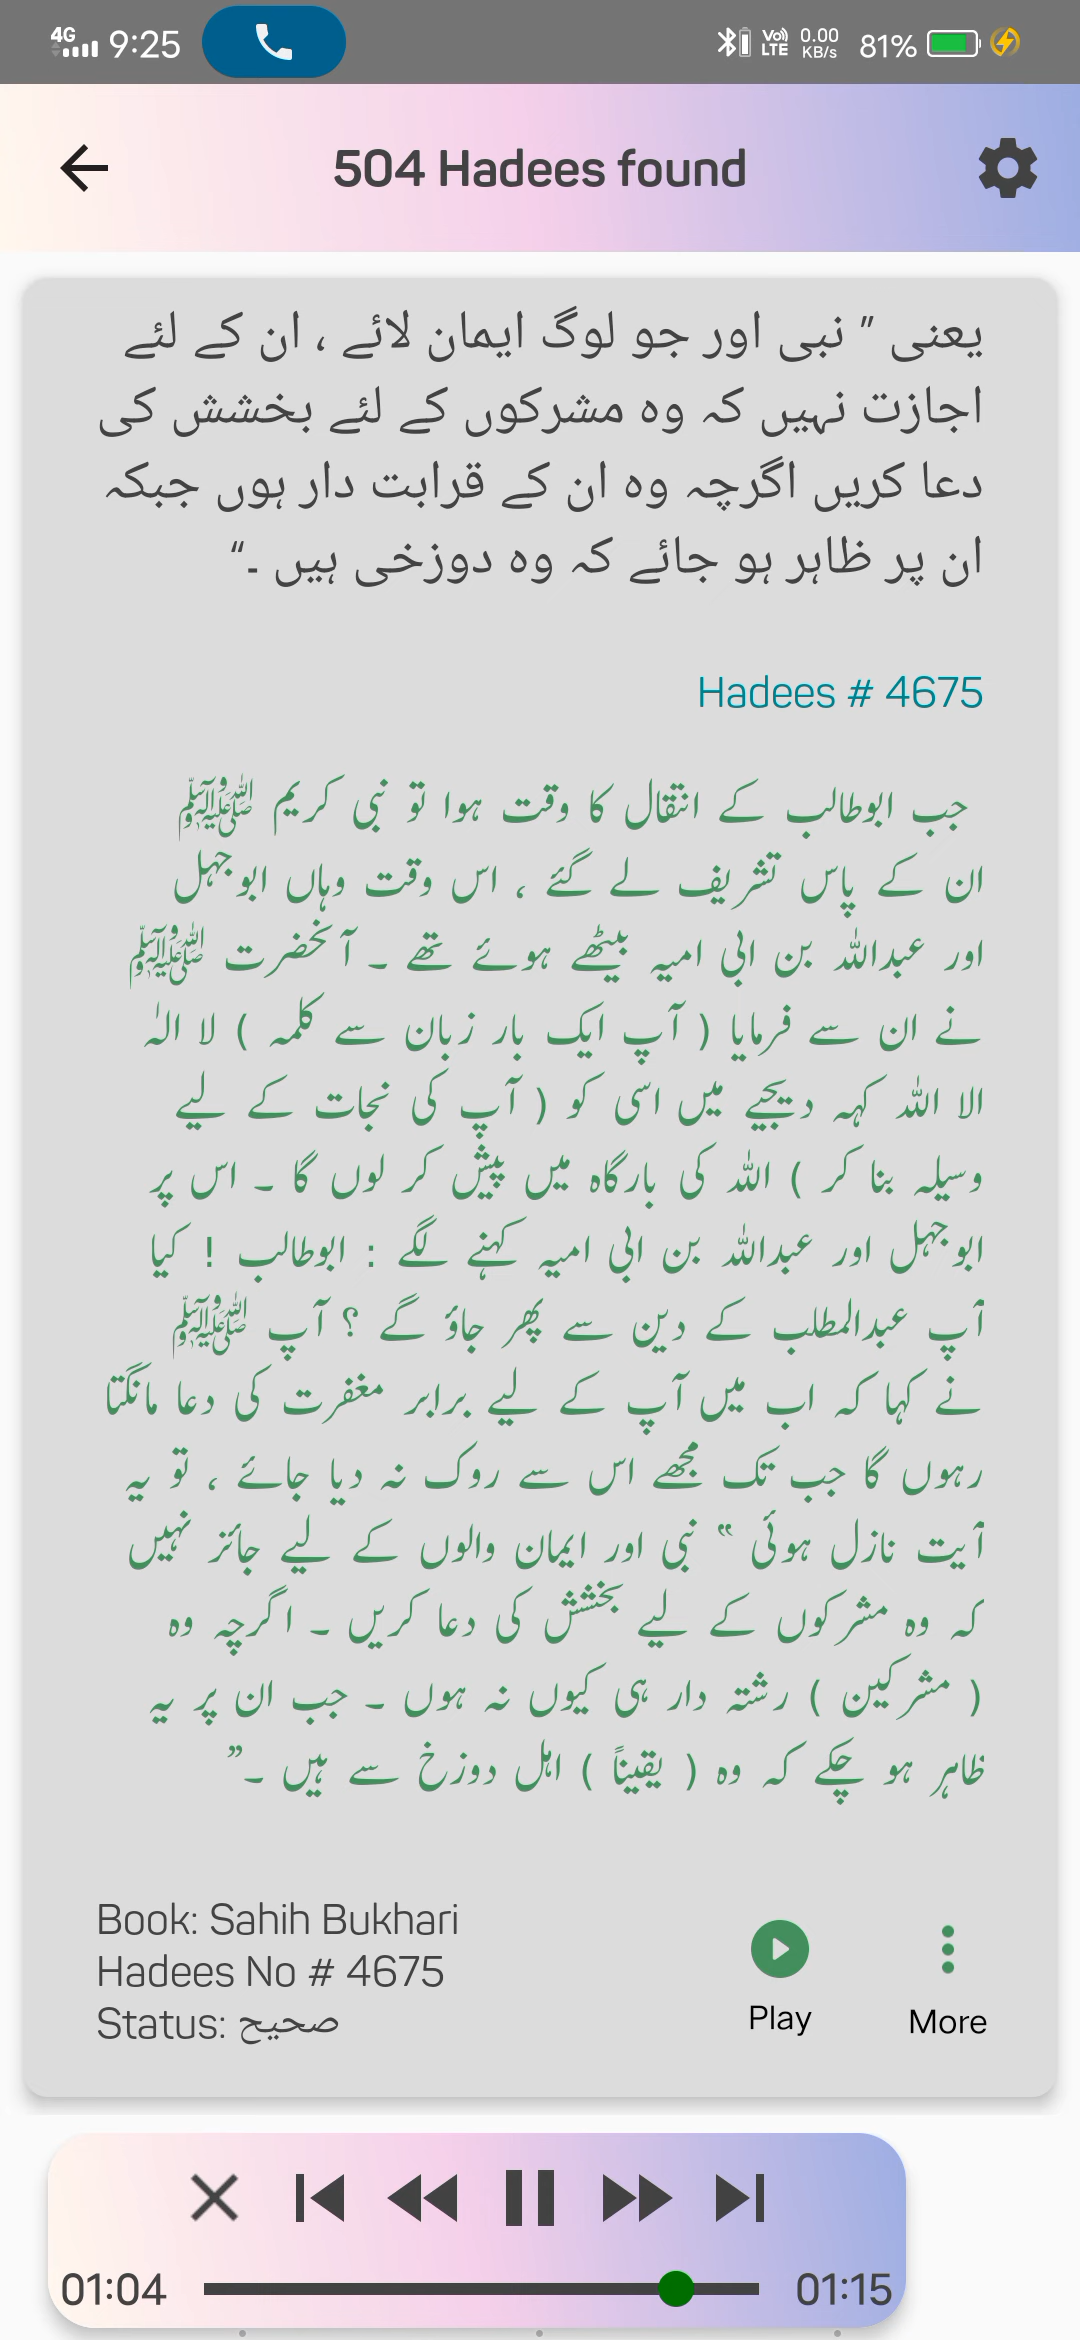 4G 9:25 Vo) LTE 0.00 KB/s 81%
504 Hadees found
یعنی ” نبی اور جو لوگ ایمان لائے ، ان کے لئے
اجازت نہیں کہ وہ مشرکوں کے لئے بخشش کی
دعا کریں اگرچہ وہ ان کے قرابت دار ہوں جبکہ
ان پر ظاہر ہو جائے کہ وہ دوزخی ہیں ۔“
Hadees # 4675
جب ابوطالب کے انتقال کا وقت ہوا تو نبی کریم ﷺ
ان کے پاس تشریف لے گئے ، اس وقت وہاں ابوجہل
اور عبداللہ بن ابی امیہ بیٹھے ہوئے تھے ۔ آنحضرت ﷺ
نے ان سے فرمایا ( آپ ایک بار زبان سے کلمہ ) لا الہٰ
الا اللہ کہہ دیجیے میں اسی کو ( آپ کی نجات کے لیے
وسیلہ بنا کر ) اللہ کی بارگاہ میں پیش کر لوں گا ۔ اس پر
ابوجہل اور عبداللہ بن ابی امیہ کہنے لگے : ابوطالب ! کیا
آپ عبدالمطلب کے دین سے پھر جاؤ گے ؟ آپ ﷺ
نے کہا کہ اب میں آپ کے لیے برابر مغفرت کی دعا مانگتا
رہوں گا جب تک مجھے اس سے روک نہ دیا جائے ، تو یہ
آیت نازل ہوئی “ نبی اور ایمان والوں کے لیے جائز نہیں
کہ وہ مشرکوں کے لیے بخشش کی دعا کریں ۔ اگرچہ وہ
( مشرکین ) رشتہ دار ہی کیوں نہ ہوں ۔ جب ان پر یہ
ظاہر ہو چکے کہ وہ ( یقیناً ) اہل دوزخ سے ہیں ۔”
Book: Sahih Bukhari
Hadees No # 4675
Status: صحیح
Play More
01:04 01:15